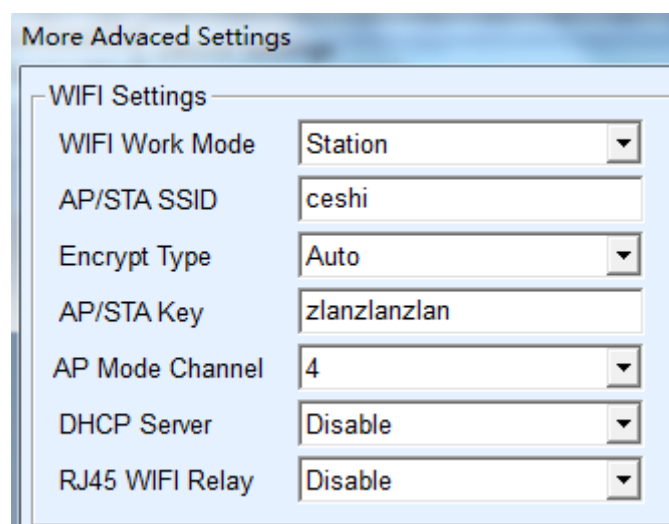 More Advaced Settings
WIFI Settings
WIFI Work Mode Station
AP/STA SSID ceshi
Encrypt Type Auto
AP/STA Key zlanzlanzlan
AP Mode Channel 4
DHCP Server Disable
RJ45 WIFI Relay Disable